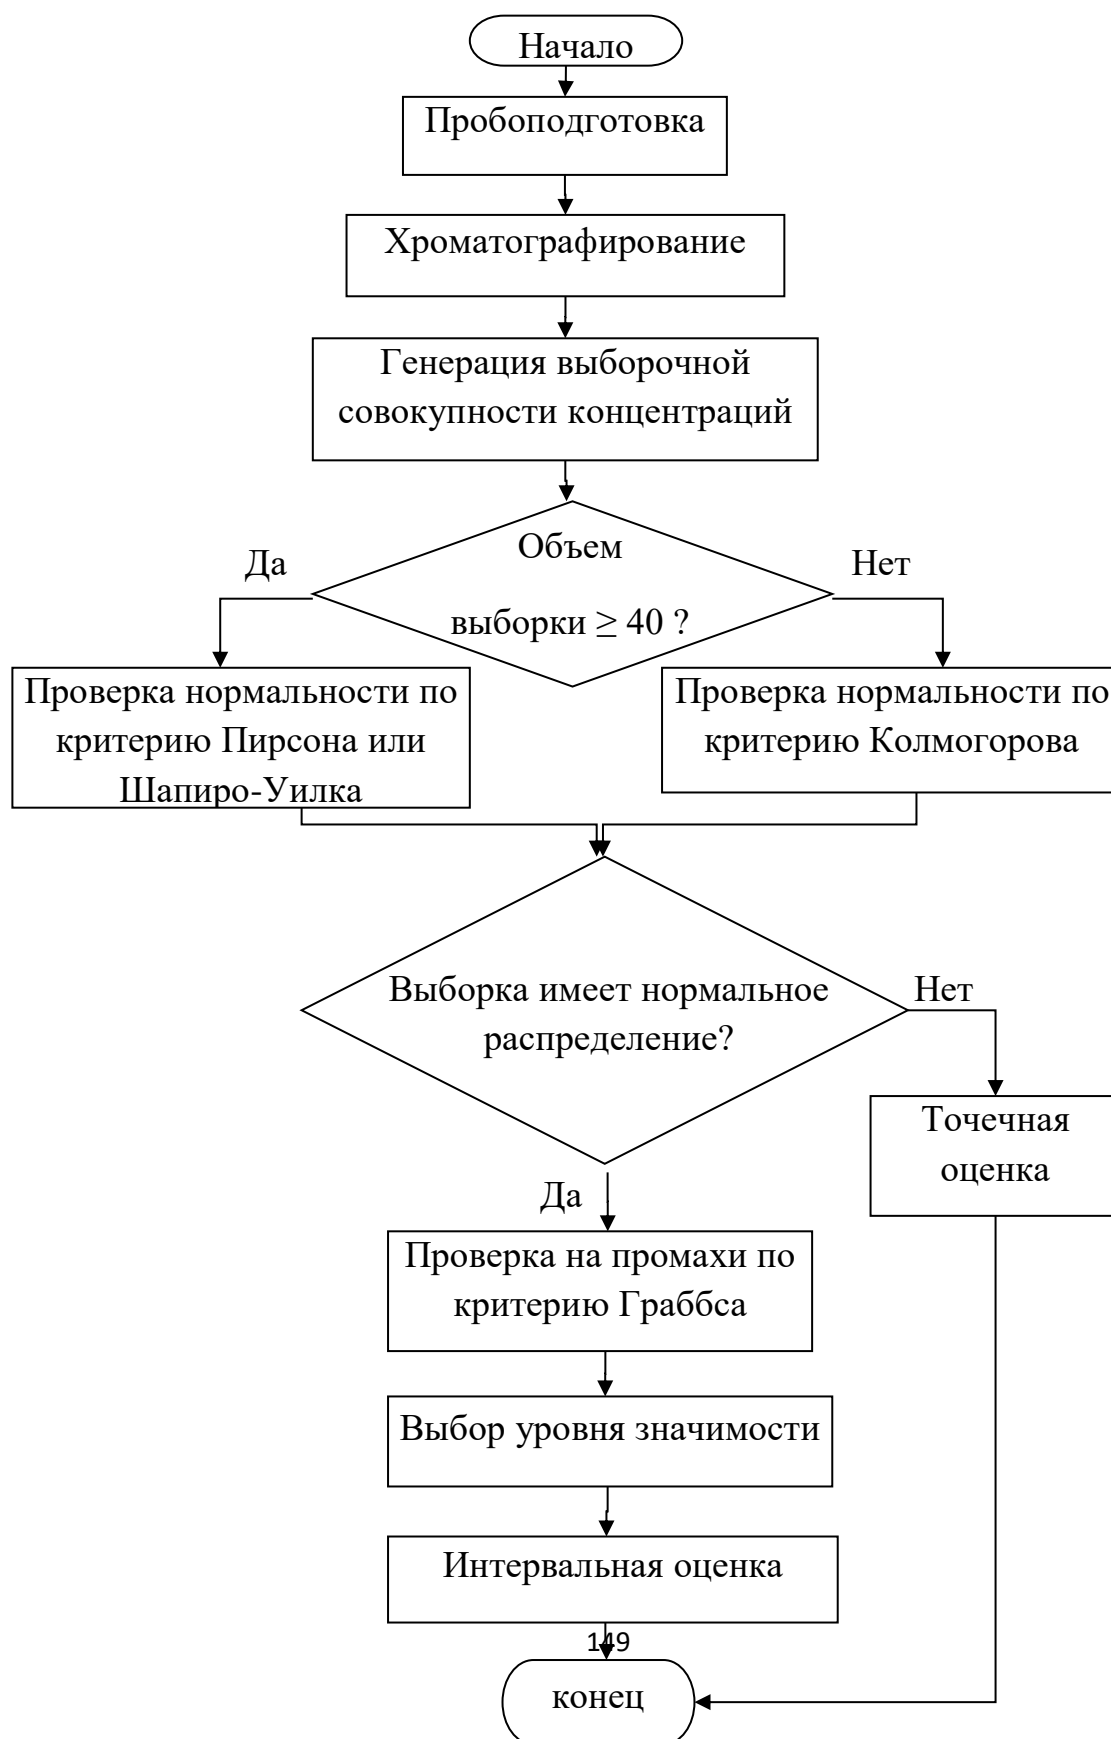 Начало
Пробоподготовка
Хроматографирование
Генерация выборочной
совокупности концентраций
Объем
выборки ≥ 40 ?
Да
Нет
Проверка нормальности по
критерию Пирсона или
Шапиро-Уилка
Проверка нормальности по
критерию Колмогорова
Выборка имеет нормальное
распределение?
Нет
Точечная
оценка
Да
Проверка на промахи по
критерию Граббса
Выбор уровня значимости
Интервальная оценка
149
конец